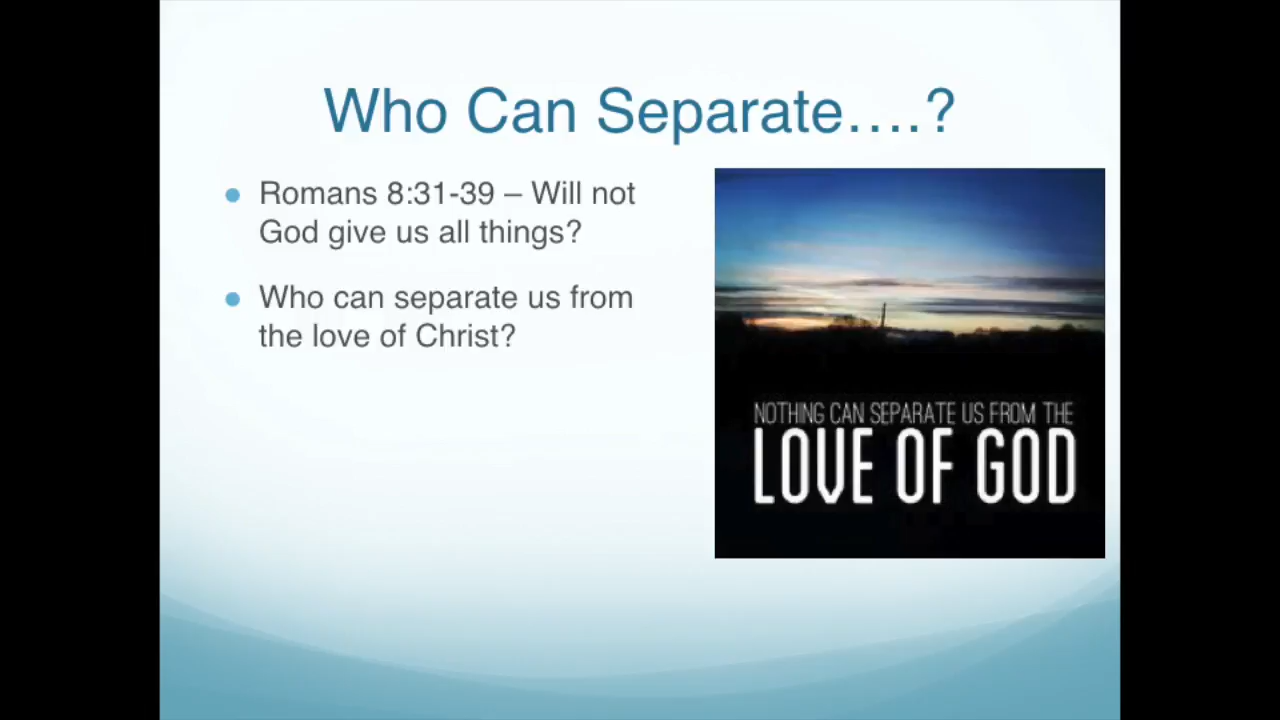 Who Can Separate....?
Romans 8:31-39 – Will not
God give us all things?
Who can separate us from
the love of Christ?
NOTHING CAN SEPARATE US FROM THE
LOVE OF GOD